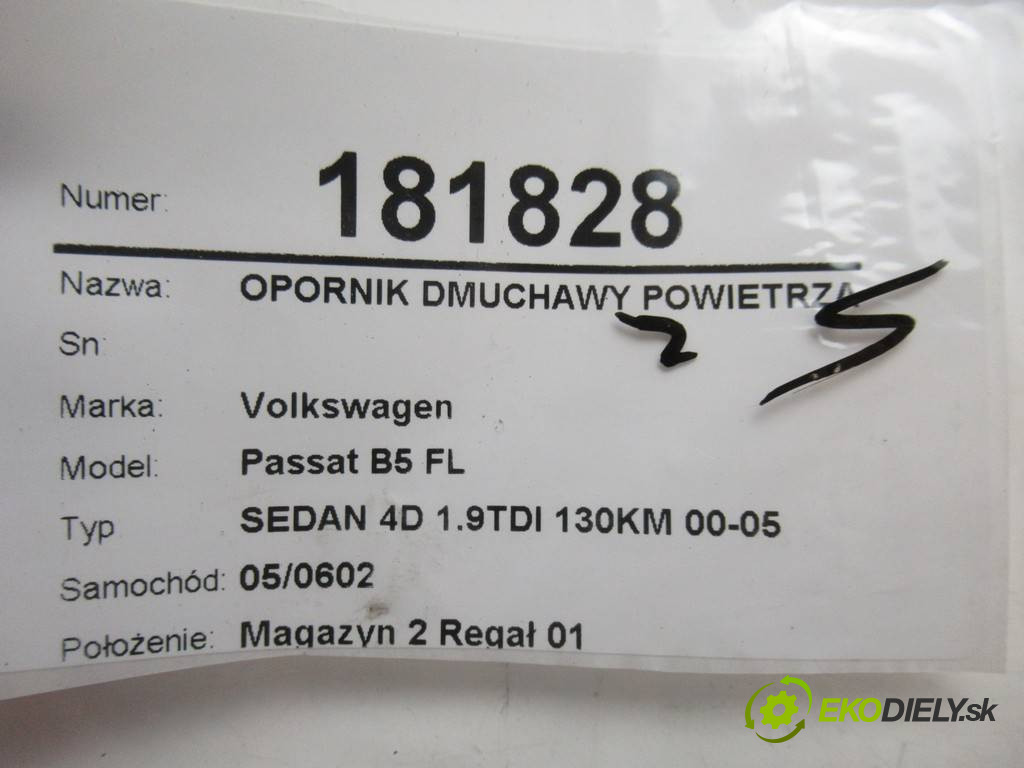 Numer: 181828
Nazwa: OPORNIK DMUCHAWY POWIETRZA
Sn:
Marka: Volkswagen
Model: Passat B5 FL
Typ SEDAN 4D 1.9TDI 130KM 00-05
Samochód: 05/0602
Położenie: Magazyn 2 Regał 01
EKODIELY.sk